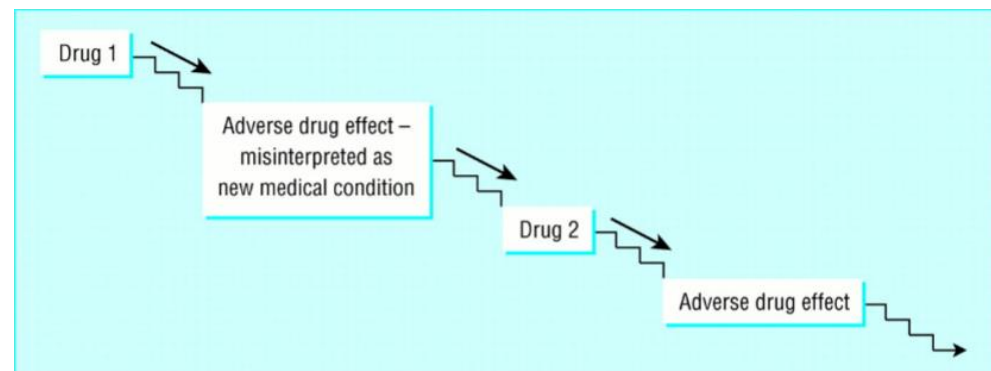 Drug 1
Adverse drug effect –
misinterpreted as
new medical condition
Drug 2
Adverse drug effect